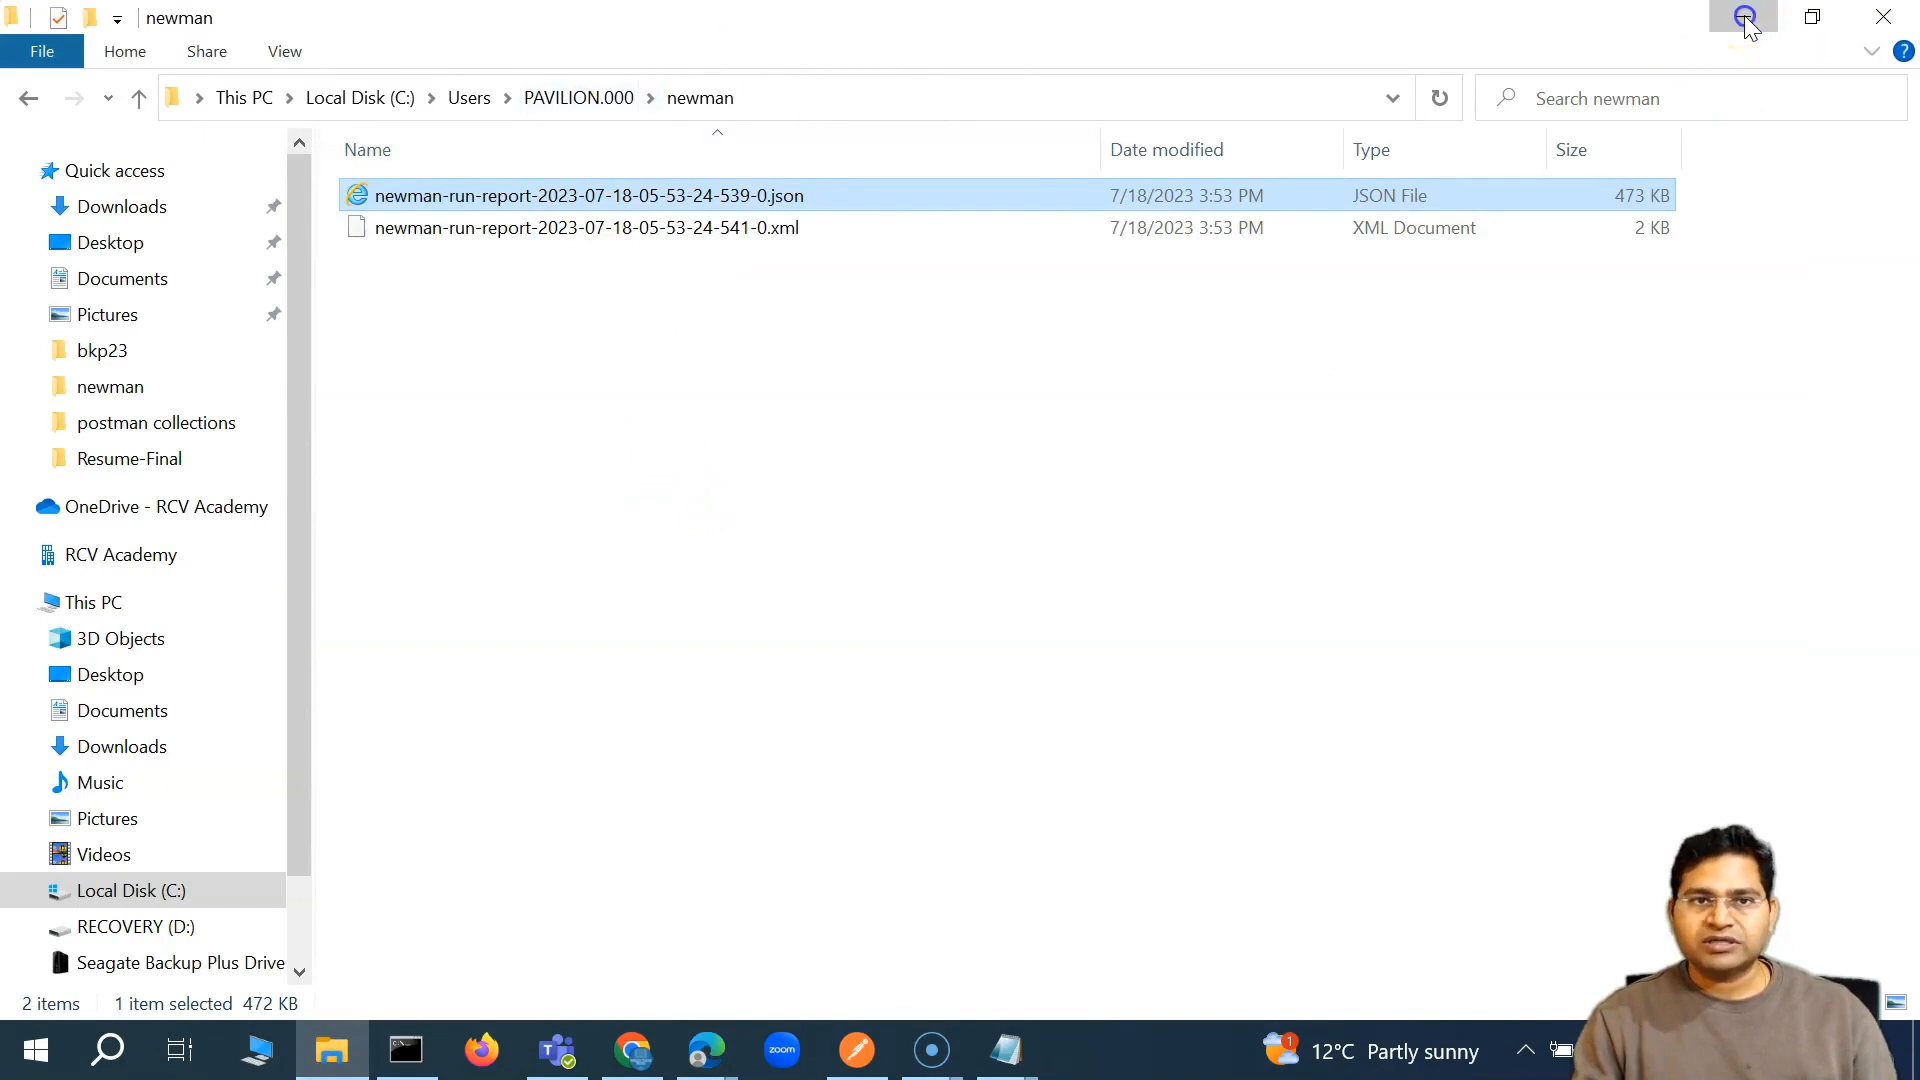 newman
File Home Share View
This PC Local Disk (C:) Users PAVILION.000 newman
Search newman
Name Date modified Type Size
newman-run-report-2023-07-18-05-53-24-539-0.json 7/18/2023 3:53 PM JSON File 473 KB
newman-run-report-2023-07-18-05-53-24-541-0.xml 7/18/2023 3:53 PM XML Document 2 KB
Quick access
Downloads
Desktop
Documents
Pictures
bkp23
newman
postman collections
Resume-Final
OneDrive - RCV Academy
RCV Academy
This PC
3D Objects
Desktop
Documents
Downloads
Music
Pictures
Videos
Local Disk (C:)
RECOVERY (D:)
Seagate Backup Plus Drive
2 items 1 item selected 472 KB
zoom
1
12°C Partly sunny